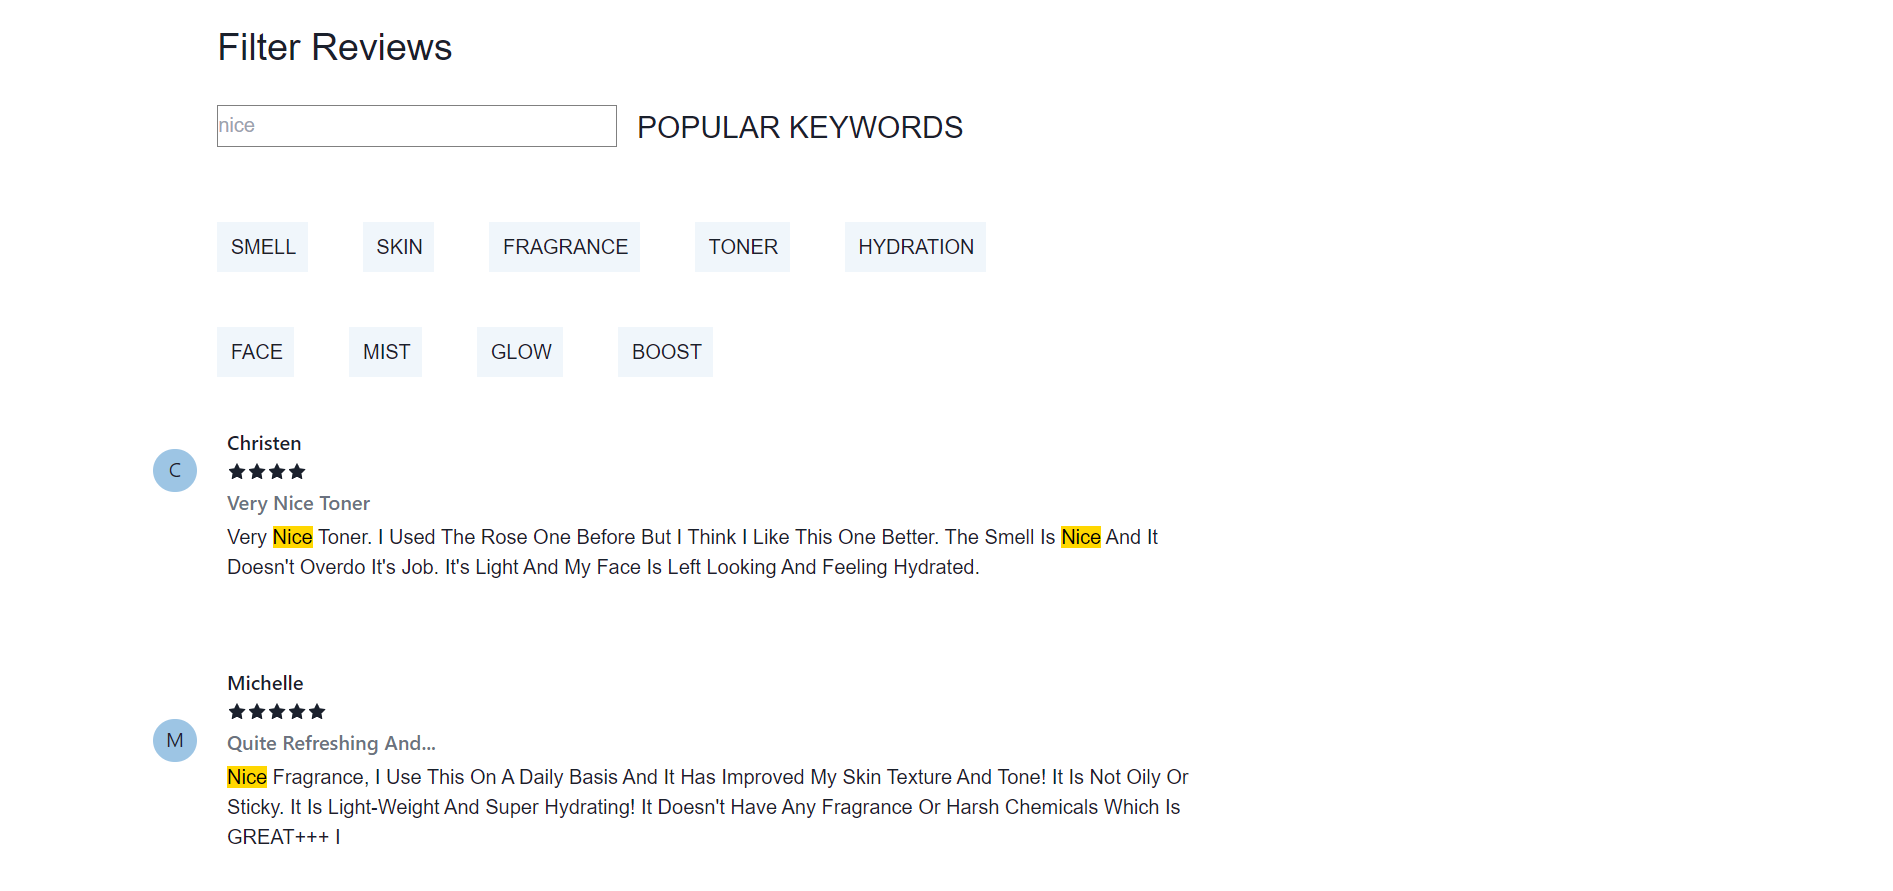 Filter Reviews
nice
POPULAR KEYWORDS
SMELL SKIN FRAGRANCE TONER HYDRATION
FACE MIST GLOW BOOST
Christen
C
Very Nice Toner
Very Nice Toner. I Used The Rose One Before But I Think I Like This One Better. The Smell Is Nice And It
Doesn't Overdo It's Job. It's Light And My Face Is Left Looking And Feeling Hydrated.
Michelle
M
Quite Refreshing And...
Nice Fragrance, I Use This On A Daily Basis And It Has Improved My Skin Texture And Tone! It Is Not Oily Or
Sticky. It Is Light-Weight And Super Hydrating! It Doesn't Have Any Fragrance Or Harsh Chemicals Which Is
GREAT+++ I